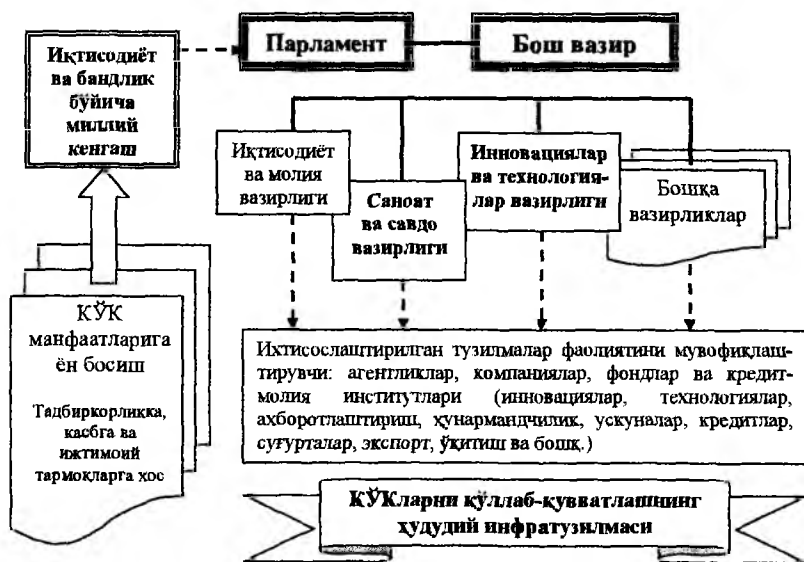 Иқтисодиёт
ва бандлик
бўйича
миллий
кенгаш
Парламент
Бош вазир
Иқтисодиёт
ва молия
вазирлиги
Саноат
ва савдо
вазирлиги
Инновациялар
ва технология-
лар вазирлиги
Бошқа
вазирликлар
КЎК
манфаатларига
ён босиш
Тадбиркорликка,
касбга ва
ижтимоий
тармоқларга хос
Ихтисослаштирилган тузилмалар фаолиятини мувофиқлаш-
тирувчи: агентликлар, компаниялар, фондлар ва кредит-
молия институтлари (инновациялар, технологиялар,
ахборотлаштириш, ҳунармандчилик, ускуналар, кредитлар,
суғурталар, экспорт, ўқитиш ва бошқ.)
КЎКларни қўллаб-қувватлашнинг
ҳудудий инфратузилмаси